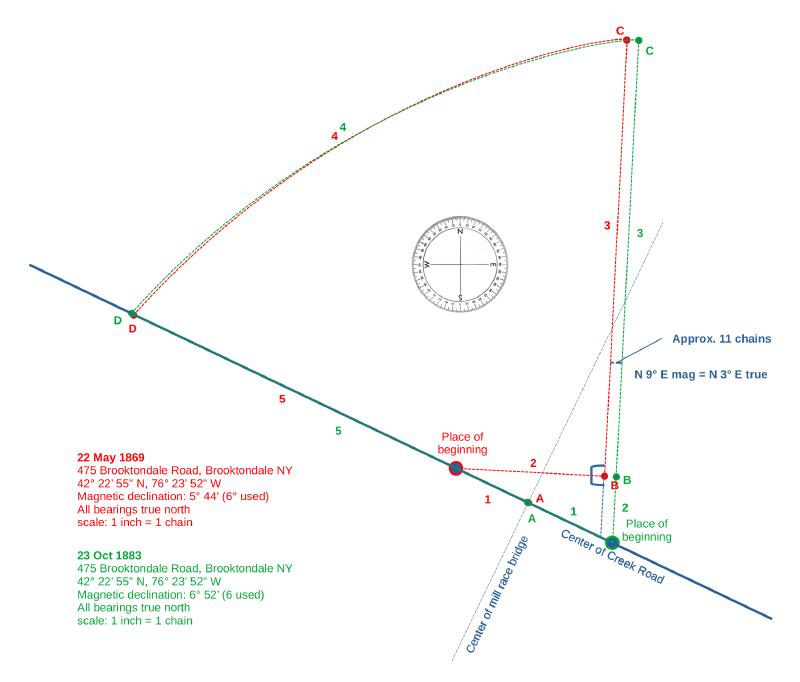 C
C
4
4
N
W
E
S
3
3
D
D
Approx. 11 chains
N 9° E mag = N 3° E true
5
5
Place of
beginning
2
B
B
1
A
A
1
2
Place of
beginning
Center of Creek Road
Center of mill race bridge
22 May 1869
475 Brooktondale Road, Brooktondale NY
42° 22' 55" N, 76° 23' 52" W
Magnetic declination: 5° 44' (6° used)
All bearings true north
scale: 1 inch = 1 chain
23 Oct 1883
475 Brooktondale Road, Brooktondale NY
42° 22' 55" N, 76° 23' 52" W
Magnetic declination: 6° 52' (6 used)
All bearings true north
scale: 1 inch = 1 chain